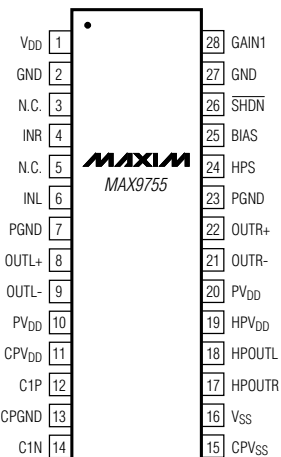 VDD 1 28 GAIN1
GND 2 27 GND
N.C. 3 26 SHDN
INR 4 25 BIAS
N.C. 5 MAXIM 24 HPS
INL 6 MAX9755 23 PGND
PGND 7 22 OUTR+
OUTL+ 8 21 OUTR-
OUTL- 9 20 PVDD
PVDD 10 19 HPVDD
CPVDD 11 18 HPOUTL
C1P 12 17 HPOUTR
CPGND 13 16 VSS
C1N 14 15 CPVSS